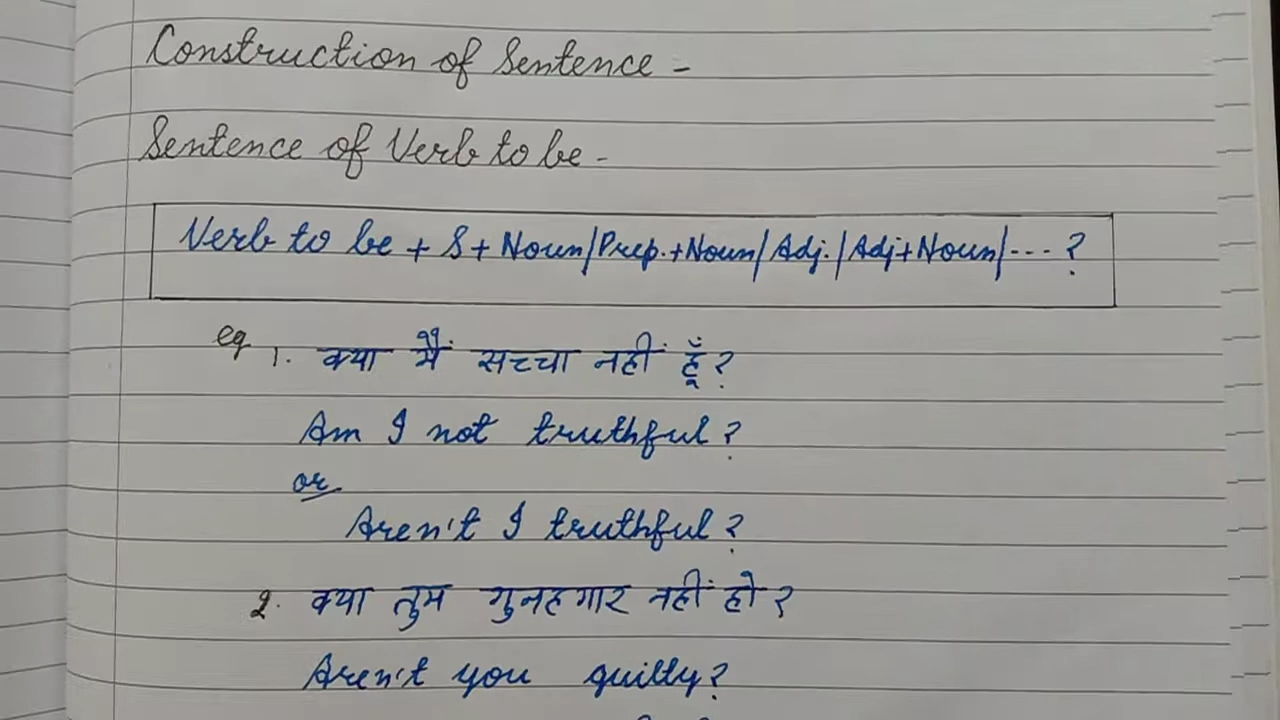 Construction of Sentence -
Sentence of Verb to be -
Verb to be + S + Noun/Prep.+Noun/Adj./Adj+Noun/--- ?
eg 1. क्या मैं सच्चा नहीं हूँ?
Am I not truthful?
or
Aren't I truthful?
2. क्या तुम गुनहगार नहीं हो?
Aren't you guilty?